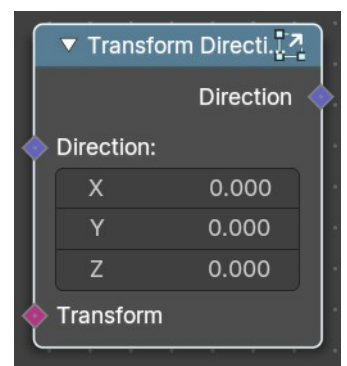 Transform Directi..
Direction
Direction:
X 0.000
Y 0.000
Z 0.000
Transform